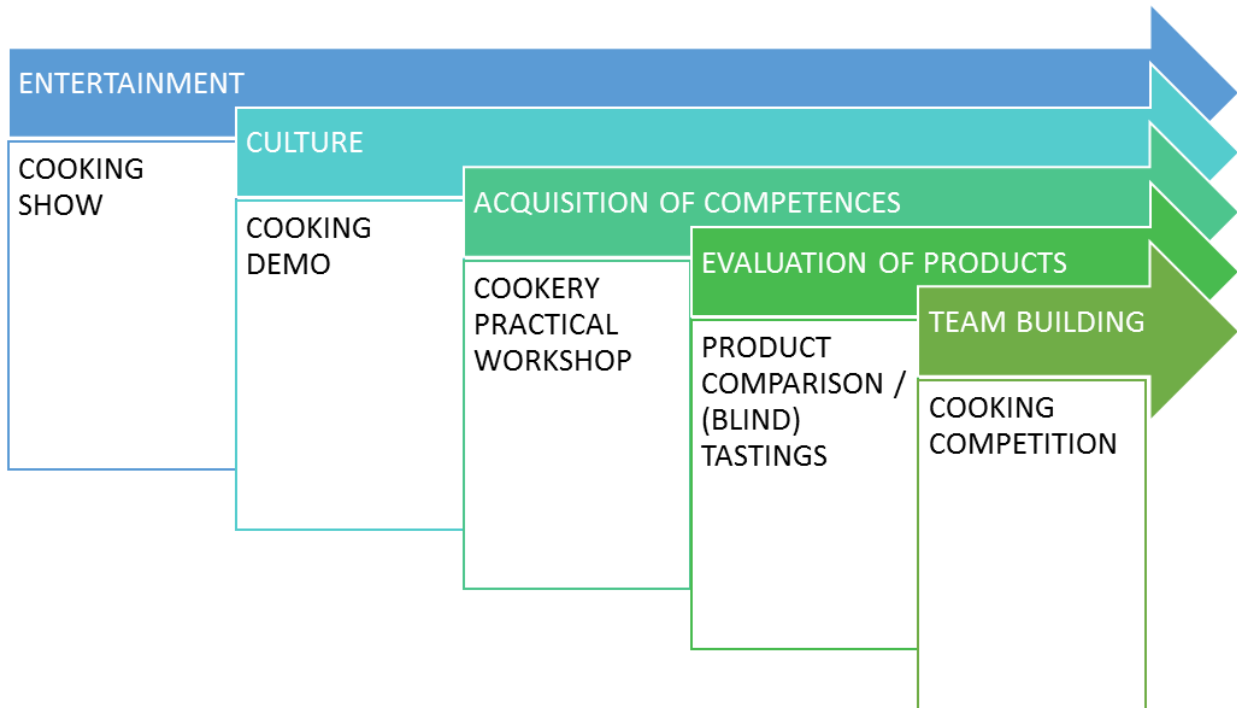 ENTERTAINMENT
COOKING
SHOW
CULTURE
COOKING
DEMO
ACQUISITION OF COMPETENCES
COOKERY
PRACTICAL
WORKSHOP
EVALUATION OF PRODUCTS
PRODUCT
COMPARISON /
(BLIND)
TASTINGS
TEAM BUILDING
COOKING
COMPETITION